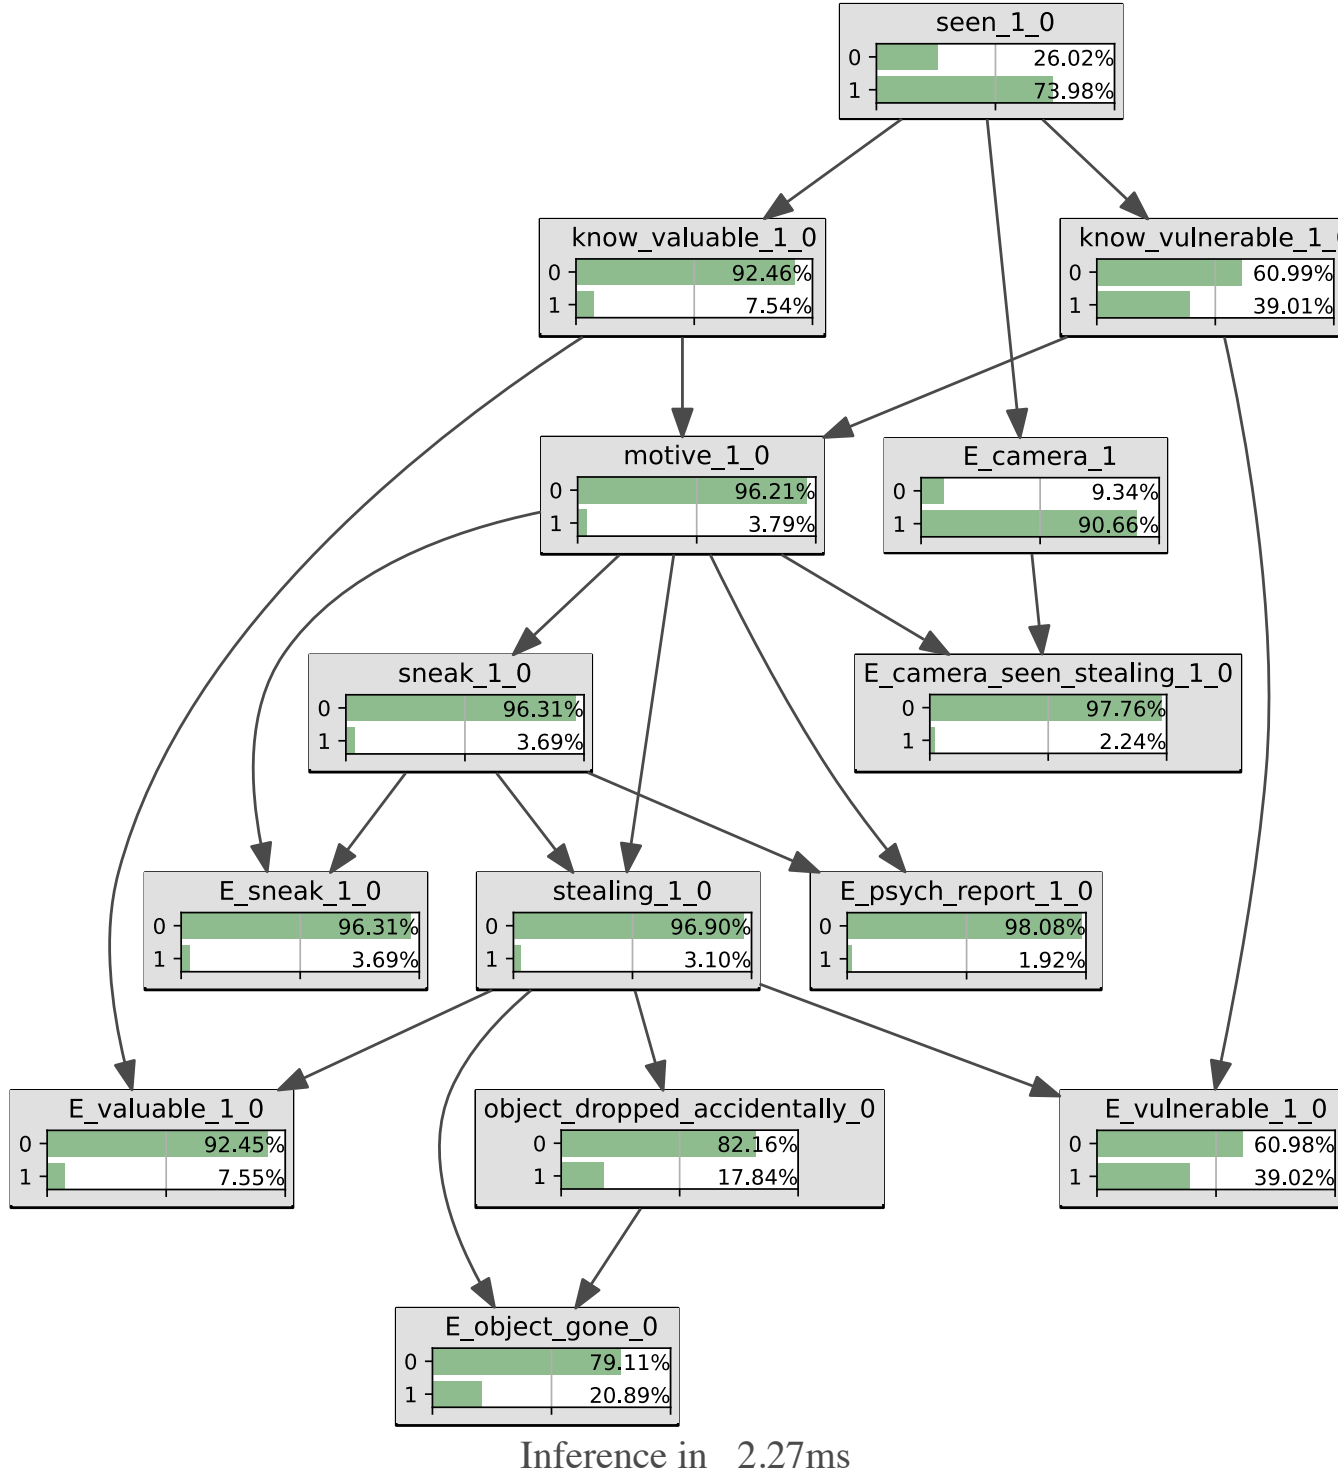 seen_1_0
0 26.02%
1 73.98%
know_valuable_1_0
0 92.46%
1 7.54%
know_vulnerable_1_0
0 60.99%
1 39.01%
motive_1_0
0 96.21%
1 3.79%
E_camera_1
0 9.34%
1 90.66%
sneak_1_0
0 96.31%
1 3.69%
E_camera_seen_stealing_1_0
0 97.76%
1 2.24%
E_sneak_1_0
0 96.31%
1 3.69%
stealing_1_0
0 96.90%
1 3.10%
E_psych_report_1_0
0 98.08%
1 1.92%
E_valuable_1_0
0 92.45%
1 7.55%
object_dropped_accidentally_0
0 82.16%
1 17.84%
E_vulnerable_1_0
0 60.98%
1 39.02%
E_object_gone_0
0 79.11%
1 20.89%
Inference in 2.27ms